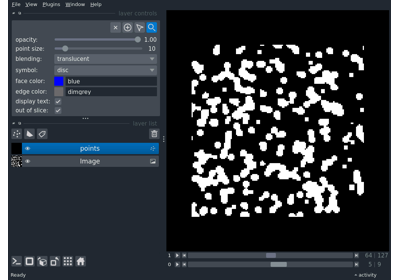 File View Plugins Window Help
layer controls
opacity: 1.00
point size: 10
blending: translucent
symbol: disc
face color: blue
edge color: dimgrey
display text: ✓
out of slice: ✓
layer list
points
Image
1 64 127
0 5 9
Ready
activity